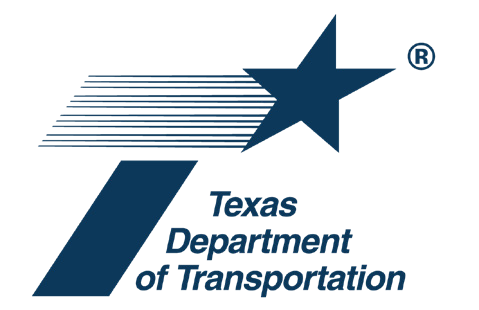 ®
Texas
Department
of Transportation